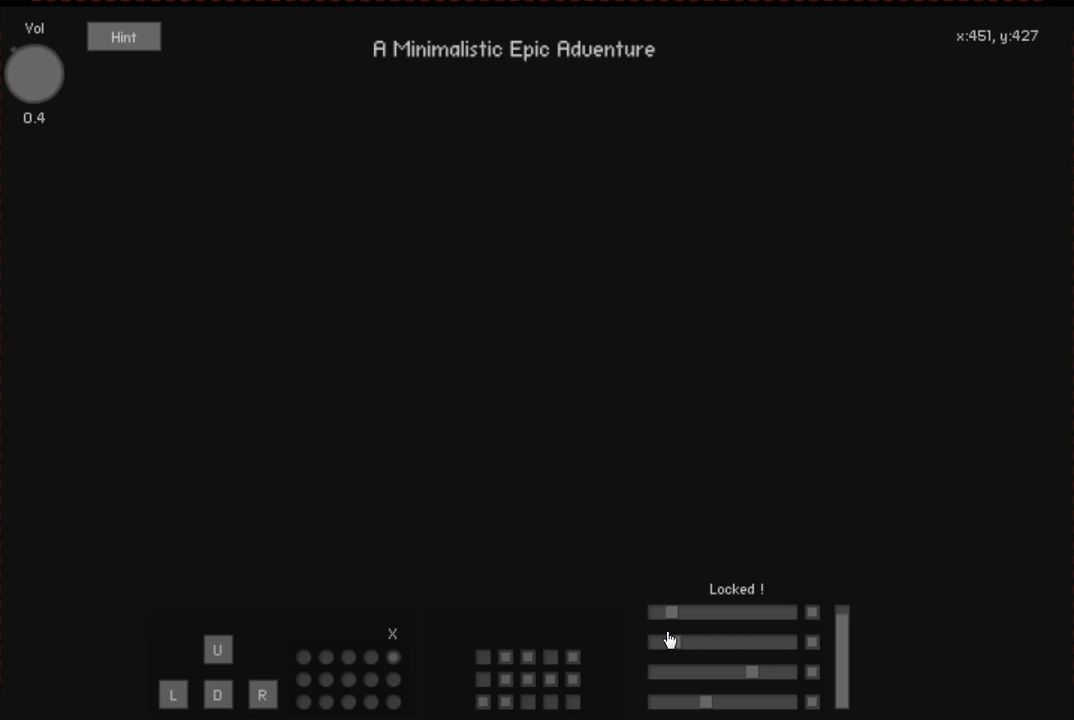 Vol
Hint
A Minimalistic Epic Adventure
x:451, y:427
0.4
Locked !
X
U
L D R